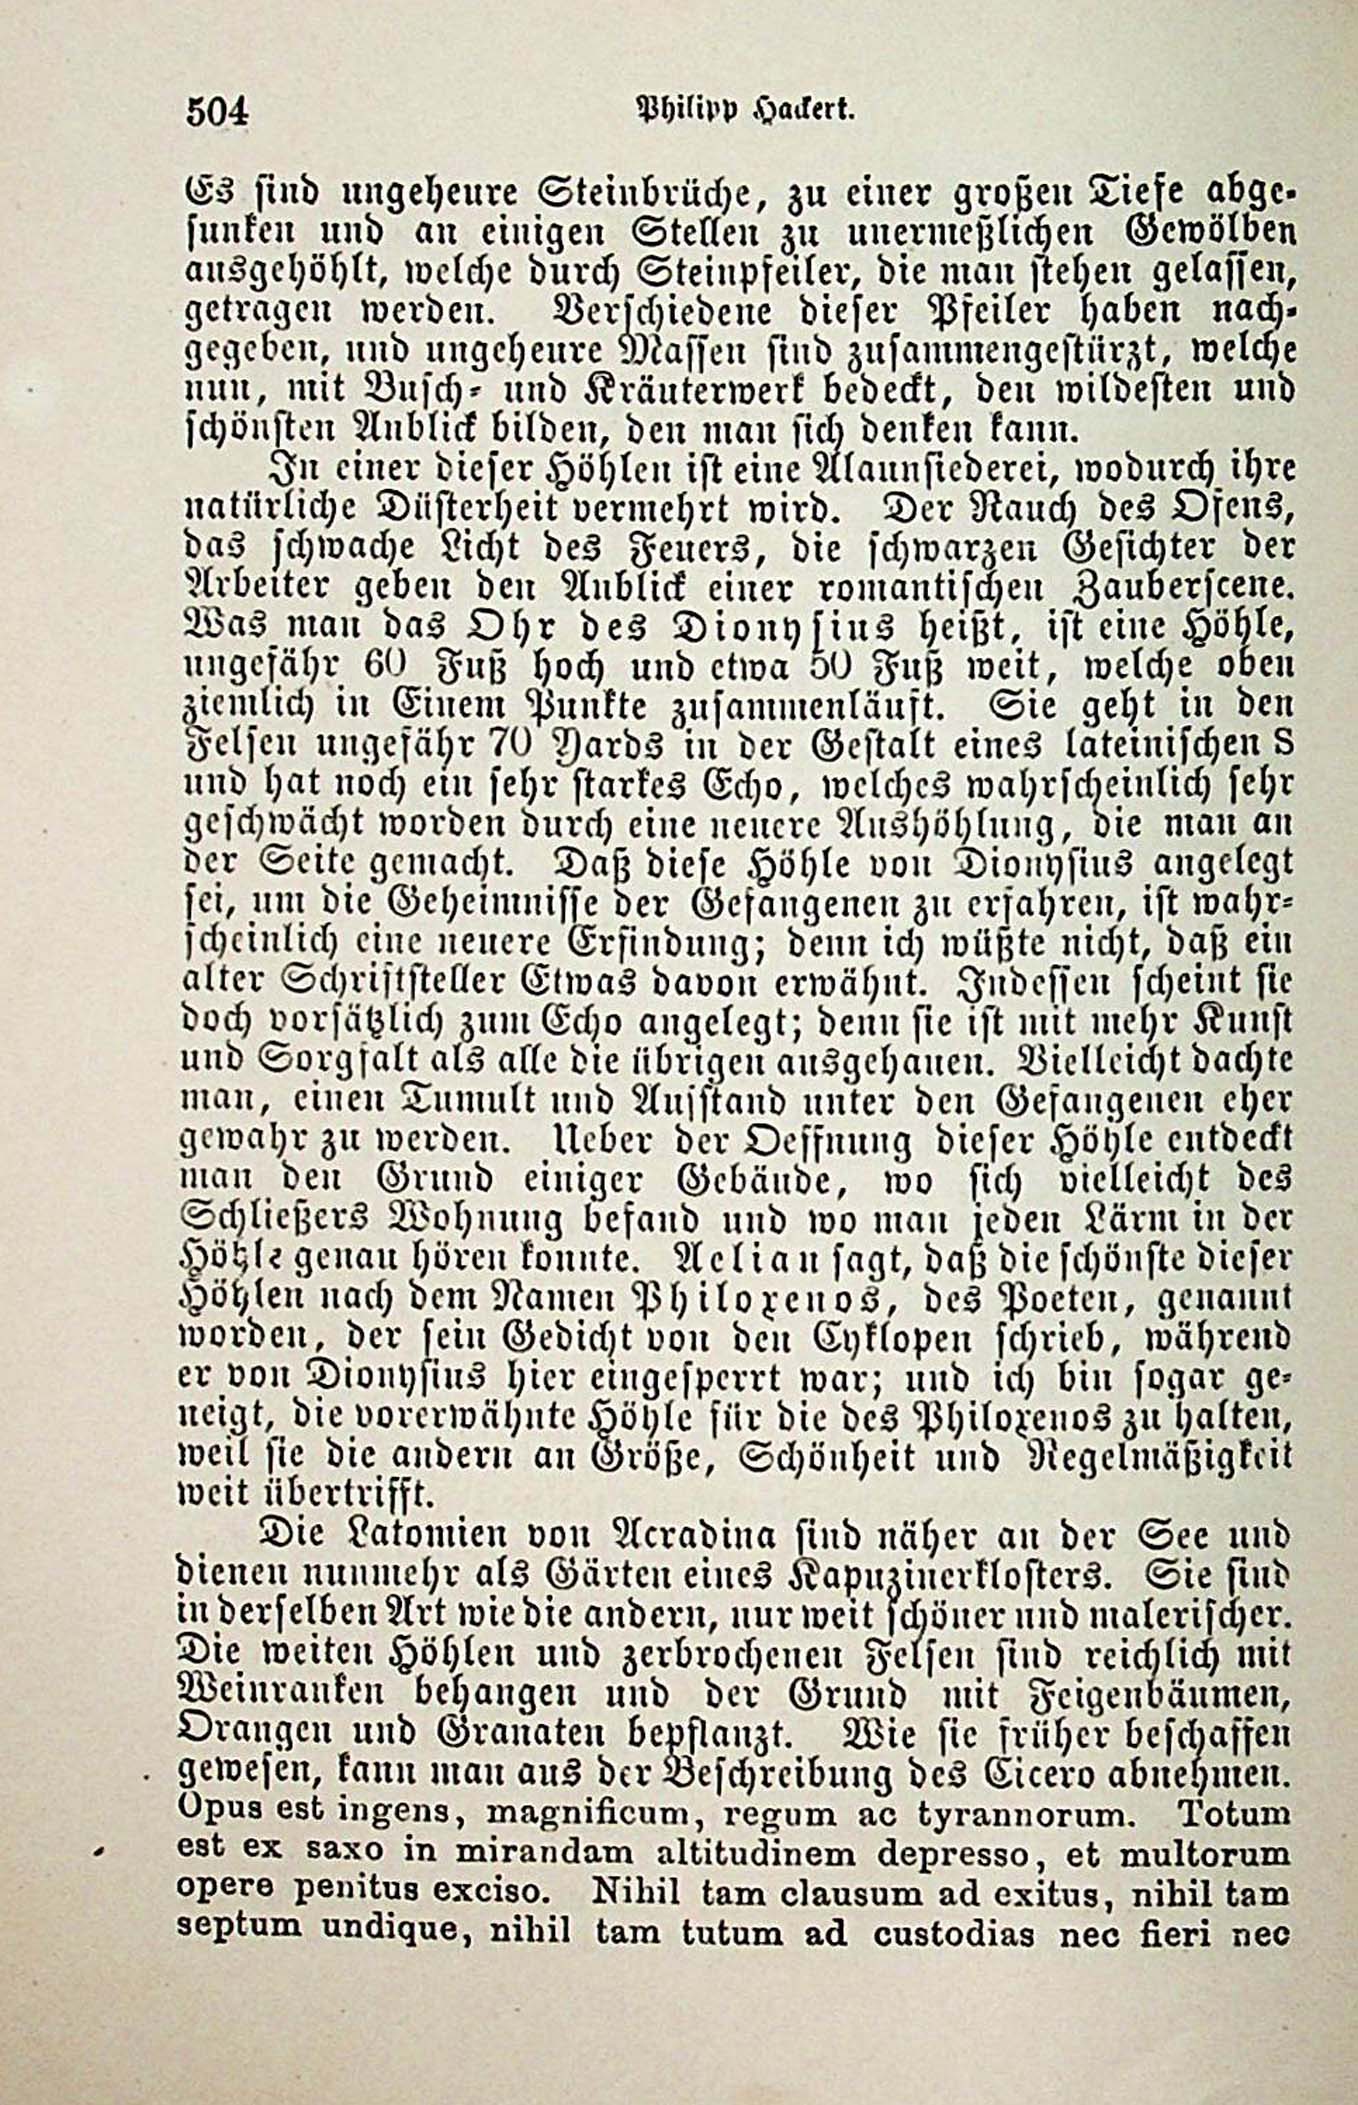 504 Philipp Hackert.
Es sind ungeheure Steinbrüche, zu einer großen Tiefe abge-
sunken und an einigen Stellen zu unermeßlichen Gewölben
ausgehöhlt, welche durch Steinpfeiler, die man stehen gelassen,
getragen werden. Verschiedene dieser Pfeiler haben nach-
gegeben, und ungeheure Massen sind zusammengestürzt, welche
nun, mit Busch- und Kräuterwerk bedeckt, den wildesten und
schönsten Anblick bilden, den man sich denken kann.
In einer dieser Höhlen ist eine Alaunsiederei, wodurch ihre
natürliche Düsterheit vermehrt wird. Der Rauch des Ofens,
das schwache Licht des Feuers, die schwarzen Gesichter der
Arbeiter geben den Anblick einer romantischen Zauberscene.
Was man das Ohr des Dionysius heißt, ist eine Höhle,
ungefähr 60 Fuß hoch und etwa 50 Fuß weit, welche oben
ziemlich in Einem Punkte zusammenläuft. Sie geht in den
Felsen ungefähr 70 Yards in der Gestalt eines lateinischen S
und hat noch ein sehr starkes Echo, welches wahrscheinlich sehr
geschwächt worden durch eine neuere Aushöhlung, die man an
der Seite gemacht. Daß diese Höhle von Dionysius angelegt
sei, um die Geheimnisse der Gefangenen zu erfahren, ist wahr-
scheinlich eine neuere Erfindung; denn ich wüßte nicht, daß ein
alter Schriftsteller Etwas davon erwähnt. Indessen scheint sie
doch vorsätzlich zum Echo angelegt; denn sie ist mit mehr Kunst
und Sorgfalt als alle die übrigen ausgehauen. Vielleicht dachte
man, einen Tumult und Aufstand unter den Gefangenen eher
gewahr zu werden. Ueber der Oeffnung dieser Höhle entdeckt
man den Grund einiger Gebäude, wo sich vielleicht des
Schließers Wohnung befand und wo man jeden Lärm in der
Höhle genau hören konnte. Aelian sagt, daß die schönste dieser
Höhlen nach dem Namen Philoxenos, des Poeten, genannt
worden, der sein Gedicht von den Cyklopen schrieb, während
er von Dionysius hier eingesperrt war; und ich bin sogar ge-
neigt, die vorerwähnte Höhle für die des Philoxenos zu halten,
weil sie die andern an Größe, Schönheit und Regelmäßigkeit
weit übertrifft.
Die Latomien von Acradina sind näher an der See und
dienen nunmehr als Gärten eines Kapuzinerklosters. Sie sind
in derselben Art wie die andern, nur weit schöner und malerischer.
Die weiten Höhlen und zerbrochenen Felsen sind reichlich mit
Weinranken behangen und der Grund mit Feigenbäumen,
Orangen und Granaten bepflanzt. Wie sie früher beschaffen
gewesen, kann man aus der Beschreibung des Cicero abnehmen.
Opus est ingens, magnificum, regum ac tyrannorum. Totum
est ex saxo in mirandam altitudinem depresso, et multorum
opere penitus exciso. Nihil tam clausum ad exitus, nihil tam
septum undique, nihil tam tutum ad custodias nec fieri nec